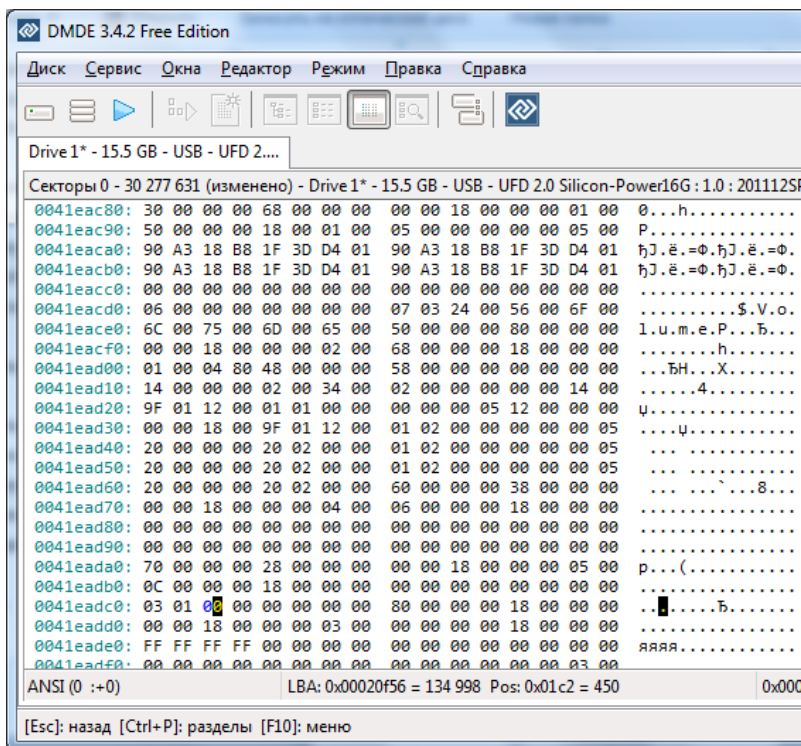 DMDE 3.4.2 Free Edition
Диск Сервис Окна Редактор Режим Правка Справка
Drive 1* - 15.5 GB - USB - UFD 2....
Секторы 0 - 30 277 631 (изменено) - Drive 1* - 15.5 GB - USB - UFD 2.0 Silicon-Power16G : 1.0 : 201112SF
0041eac80: 30 00 00 00 68 00 00 00 00 00 18 00 00 00 01 00 0...h...........
0041eac90: 50 00 00 00 18 00 01 00 05 00 00 00 00 00 05 00 P...............
0041eaca0: 90 A3 18 B8 1F 3D D4 01 90 A3 18 B8 1F 3D D4 01 ђJ.ё.=Ф.ђJ.ё.=Ф.
0041eacb0: 90 A3 18 B8 1F 3D D4 01 90 A3 18 B8 1F 3D D4 01 ђJ.ё.=Ф.ђJ.ё.=Ф.
0041eacc0: 00 00 00 00 00 00 00 00 00 00 00 00 00 00 00 00 ................
0041eacd0: 06 00 00 00 00 00 00 00 07 03 24 00 56 00 6F 00 ..........$.V.o.
0041eace0: 6C 00 75 00 6D 00 65 00 50 00 00 00 80 00 00 00 l.u.m.e.P...Ђ...
0041eacf0: 00 00 18 00 00 00 02 00 68 00 00 00 18 00 00 00 ........h.......
0041ead00: 01 00 04 80 48 00 00 00 58 00 00 00 00 00 00 00 ...ЂH...X.......
0041ead10: 14 00 00 00 02 00 34 00 02 00 00 00 00 00 14 00 ......4.........
0041ead20: 9F 01 12 00 01 01 00 00 00 00 00 05 12 00 00 00 џ...............
0041ead30: 00 00 18 00 9F 01 12 00 01 02 00 00 00 00 00 05 ....џ...........
0041ead40: 20 00 00 00 20 02 00 00 01 02 00 00 00 00 00 05 ... ...........
0041ead50: 20 00 00 00 20 02 00 00 01 02 00 00 00 00 00 05 ... ...........
0041ead60: 20 00 00 00 20 02 00 00 60 00 00 00 38 00 00 00 ... ...`...8...
0041ead70: 00 00 18 00 00 00 04 00 06 00 00 00 18 00 00 00 ................
0041ead80: 00 00 00 00 00 00 00 00 00 00 00 00 00 00 00 00 ................
0041ead90: 00 00 00 00 00 00 00 00 00 00 00 00 00 00 00 00 ................
0041eada0: 70 00 00 00 28 00 00 00 00 00 18 00 00 00 05 00 p...(...........
0041eadb0: 0C 00 00 00 18 00 00 00 00 00 00 00 00 00 00 00 ................
0041eadc0: 03 01 00 00 00 00 00 00 80 00 00 00 18 00 00 00 ........Ђ.......
0041eadd0: 00 00 18 00 00 00 03 00 00 00 00 00 18 00 00 00 ................
0041eade0: FF FF FF FF 00 00 00 00 00 00 00 00 00 00 00 00 яяяя............
0041eadf0: 00 00 00 00 00 00 00 00 00 00 00 00 00 00 03 00 ................
ANSI (0 :+0) LBA: 0x00020f56 = 134 998 Pos: 0x01c2 = 450 0x000
[Esc]: назад [Ctrl+P]: разделы [F10]: меню